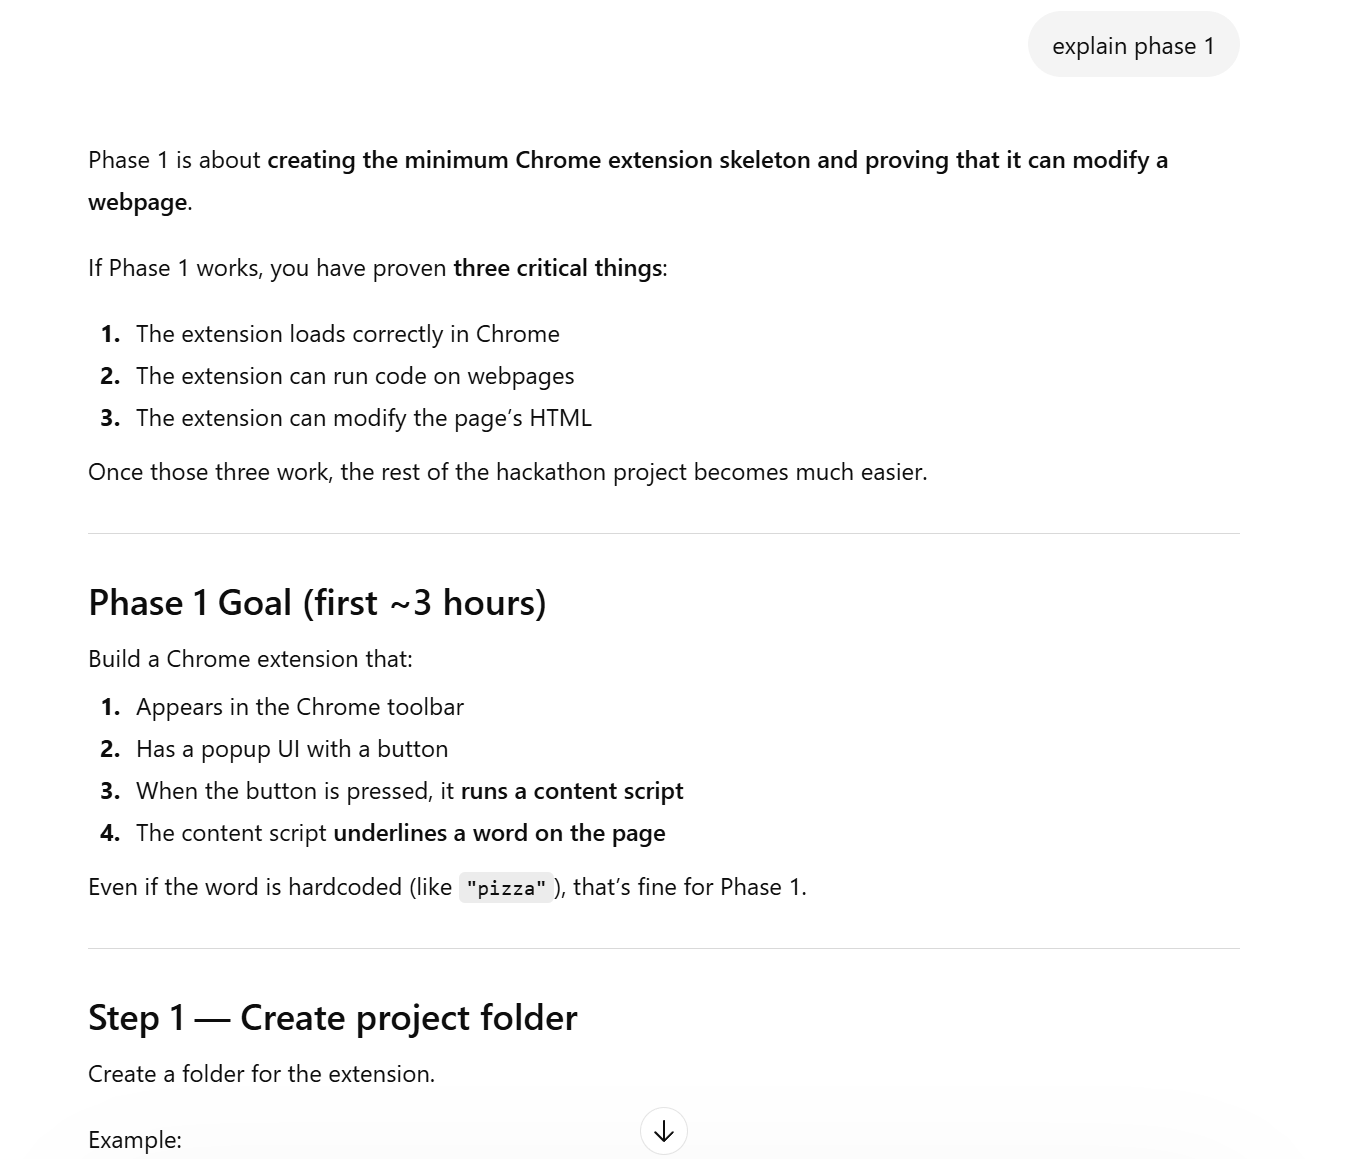 explain phase 1
Phase 1 is about creating the minimum Chrome extension skeleton and proving that it can modify a
webpage.
If Phase 1 works, you have proven three critical things:
1. The extension loads correctly in Chrome
2. The extension can run code on webpages
3. The extension can modify the page’s HTML
Once those three work, the rest of the hackathon project becomes much easier.
Phase 1 Goal (first ~3 hours)
Build a Chrome extension that:
1. Appears in the Chrome toolbar
2. Has a popup UI with a button
3. When the button is pressed, it runs a content script
4. The content script underlines a word on the page
Even if the word is hardcoded (like "pizza"), that’s fine for Phase 1.
Step 1 — Create project folder
Create a folder for the extension.
Example: